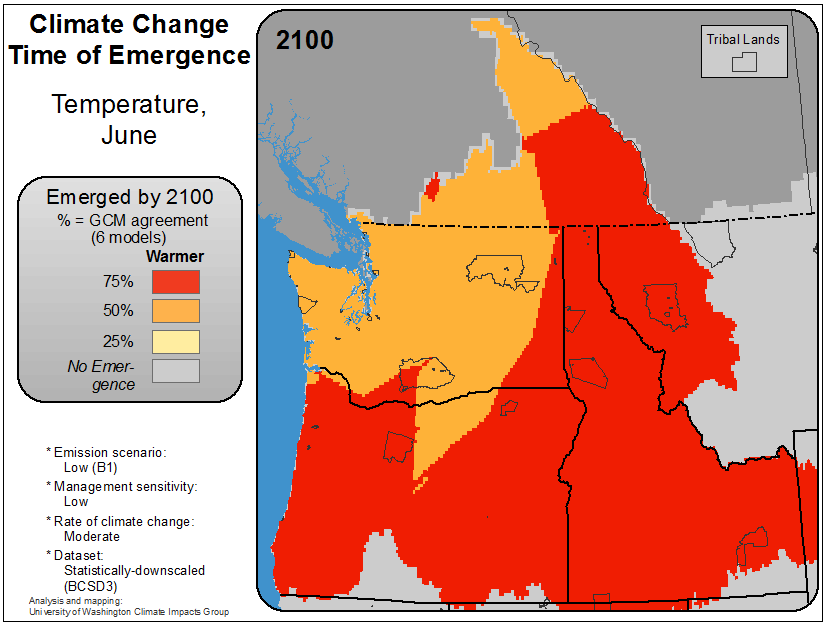 Climate Change
Time of Emergence
Temperature,
June
Emerged by 2100
% = GCM agreement
(6 models)
Warmer
75%
50%
25%
No Emer-
gence
* Emission scenario:
Low (B1)
* Management sensitivity:
Low
* Rate of climate change:
Moderate
* Dataset:
Statistically-downscaled
(BCSD3)
Analysis and mapping:
University of Washington Climate Impacts Group
2100
Tribal Lands